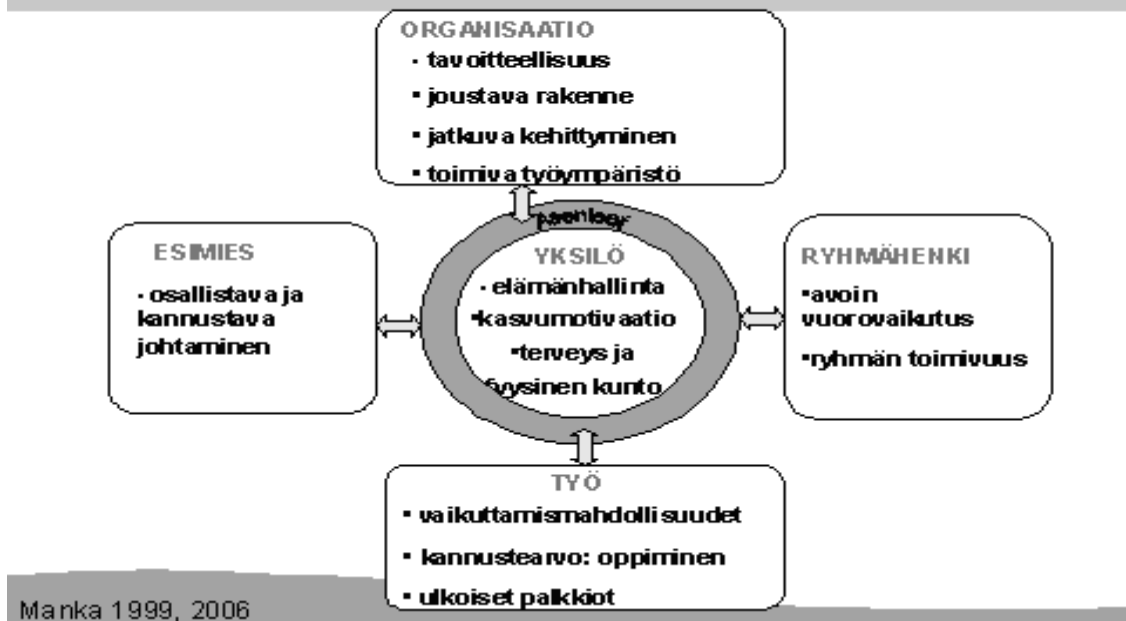 ORGANISAATIO
- tavoitteellisuus
▪ joustava rakenne
▪ jatkuva kehittyminen
▪ toimiva työympäristö
ESIMIES
- osallistava ja
kannustava
johtaminen
YKSILÖ
- elämänhallinta
▪kasvumotivaatio
▪terveys ja
fyysinen kunto
RYHMÄHENKI
▪avoin
vuorovaikutus
▪ryhmän toimivuus
TYÖ
▪ vaikuttamismahdollisuudet
▪ kannustearvo: oppiminen
▪ ulkoiset palkkiot
Manka 1999, 2006